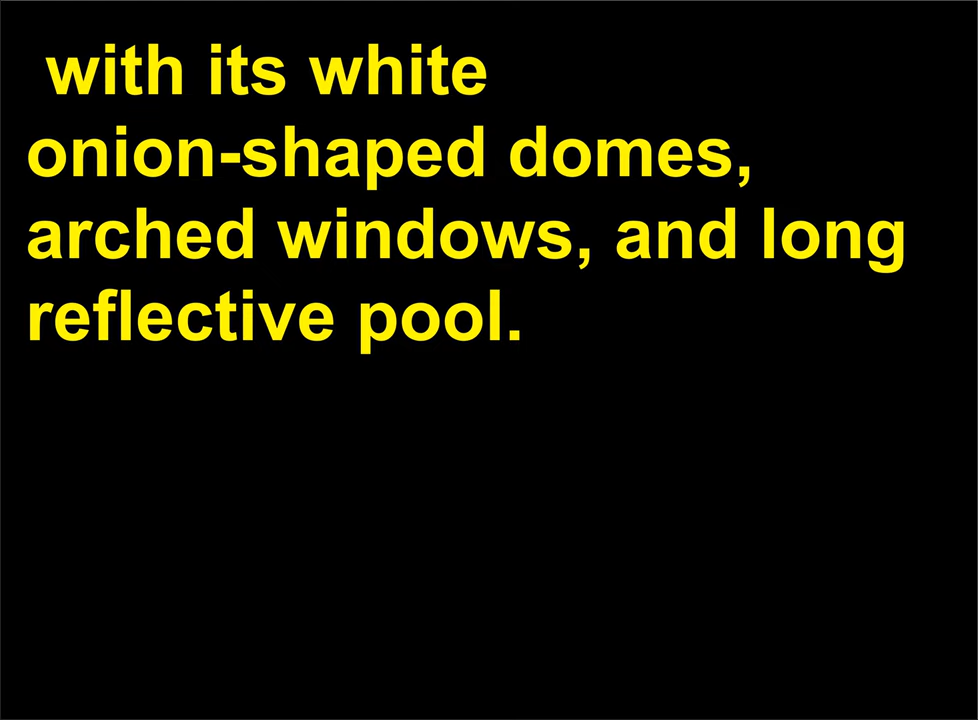 with its white
onion-shaped domes,
arched windows, and long
reflective pool.